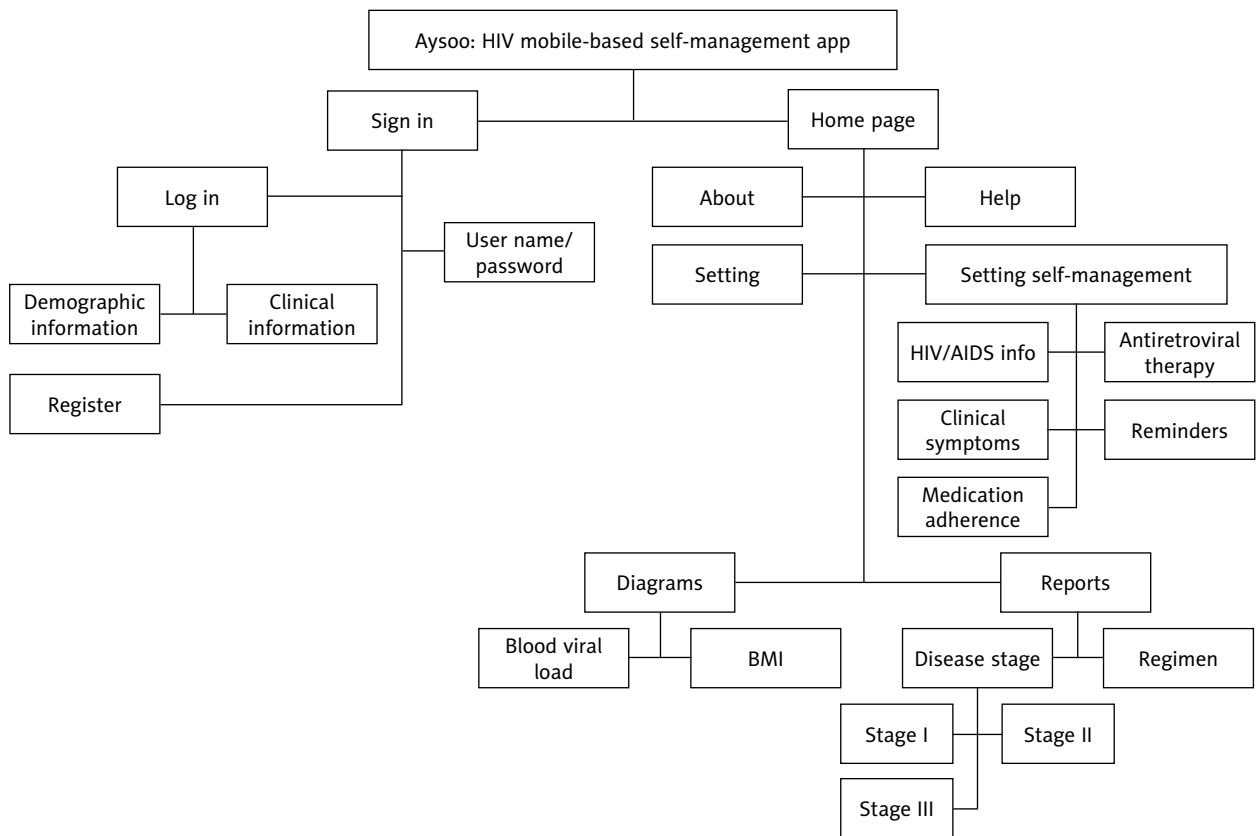 Aysoo: HIV mobile-based self-management app
Sign in
Home page
Log in
About
Help
User name/
password
Setting
Setting self-management
Demographic
information
Clinical
information
HIV/AIDS info
Antiretroviral
therapy
Register
Clinical
symptoms
Reminders
Medication
adherence
Diagrams
Reports
Blood viral
load
BMI
Disease stage
Regimen
Stage I
Stage II
Stage III